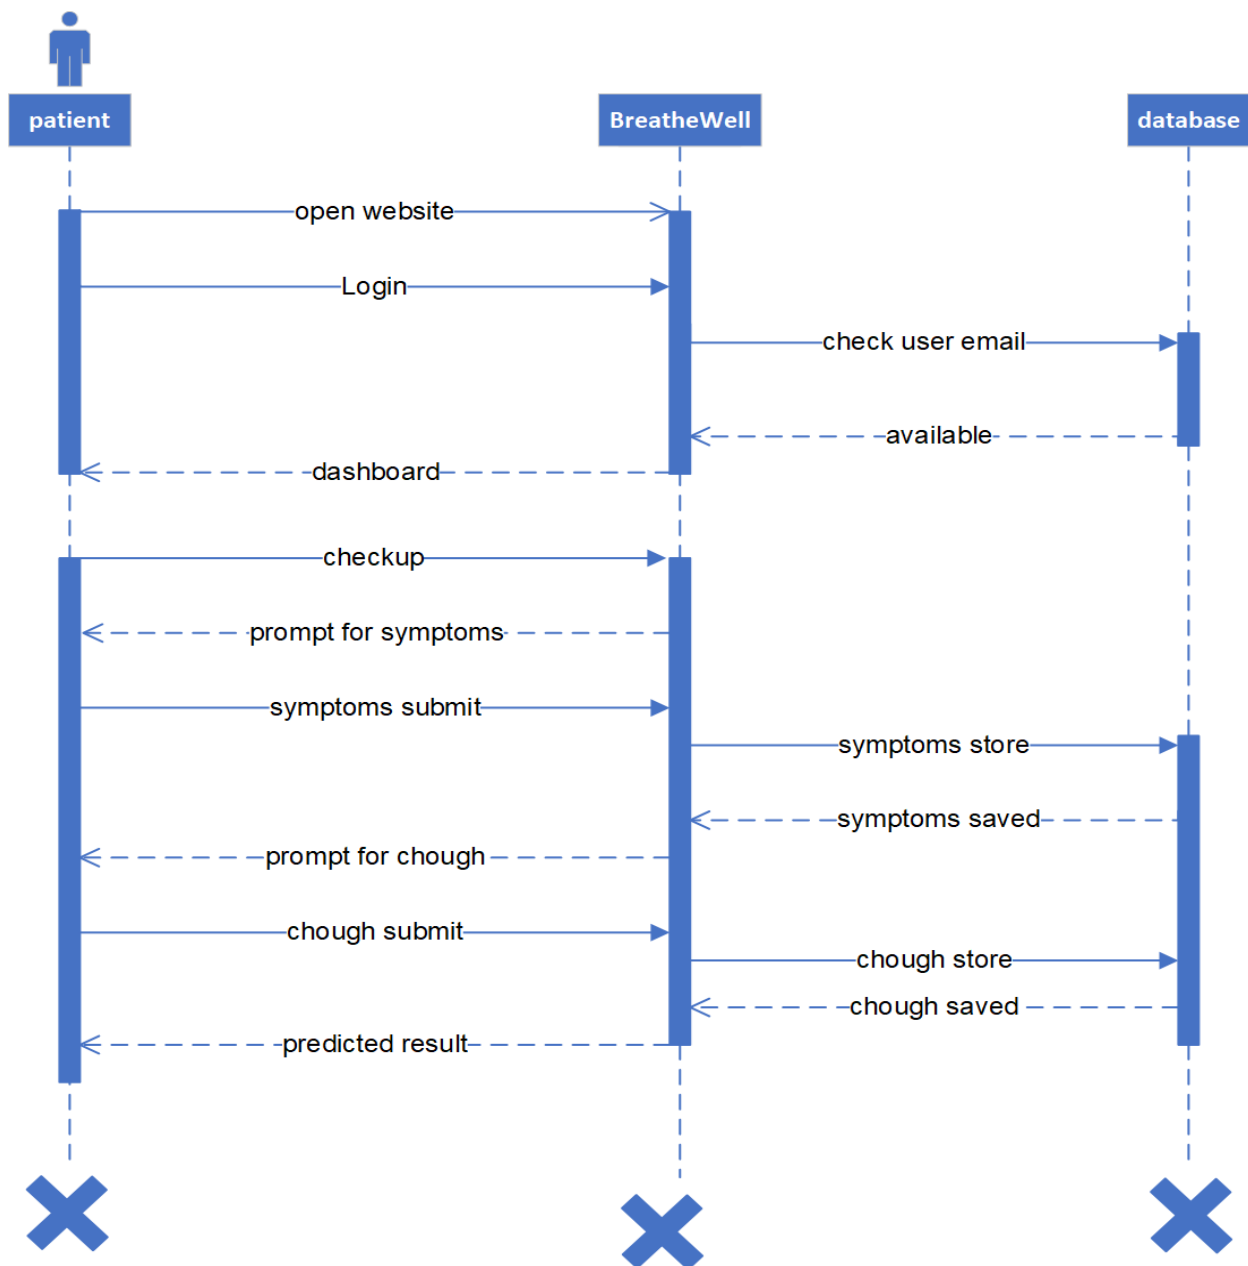 patient
BreatheWell
database
open website
Login
check user email
available
dashboard
checkup
prompt for symptoms
symptoms submit
symptoms store
symptoms saved
prompt for chough
chough submit
chough store
chough saved
predicted result